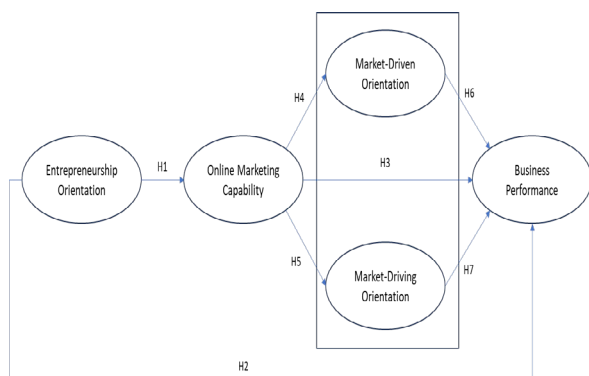 Market-Driven
Orientation
H4
H6
Entrepreneurship
Orientation
H1
Online Marketing
Capability
H3
Business
Performance
H5
H7
Market-Driving
Orientation
H2